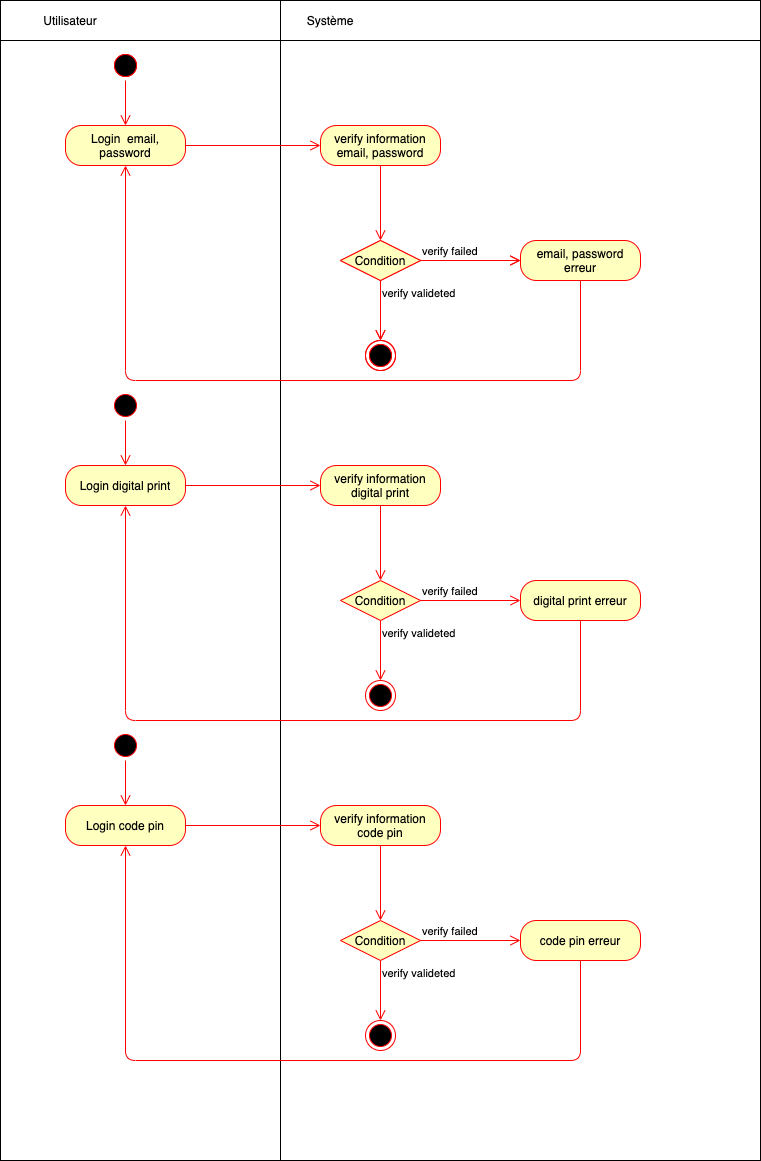 Utilisateur
Système
Login  email,
password
verify information
email, password
Condition
verify failed
email, password
erreur
verify valideted
Login digital print
verify information
digital print
Condition
verify failed
digital print erreur
verify valideted
Login code pin
verify information
code pin
Condition
verify failed
code pin erreur
verify valideted